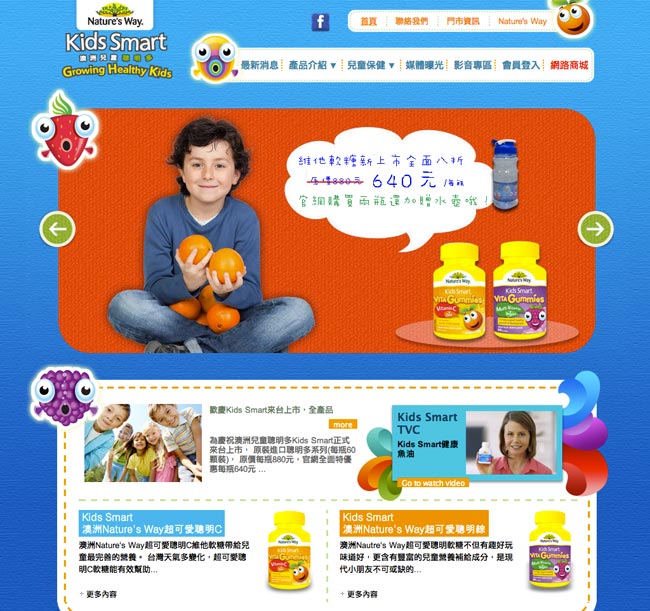 Nature's Way.
Kids Smart
澳洲兒童聰明多
Growing Healthy Kids
首頁
聯絡我們
門市資訊
Nature's Way
最新消息
產品介紹 ▼
兒童保健 ▼
媒體曝光
影音專區
會員登入
網路商城
維他軟糖新上市全面八折
原價880元 640元 /每瓶
官網購買兩瓶還加贈水壺哦!
Nature's Way.
Kids Smart
VITA Gummies
Vitamin C
Nature's Way.
Kids Smart
VITA Gummies
歡慶Kids Smart來台上市,全產品
more
為慶祝澳洲兒童聰明多Kids Smart正式
來台上市, 原裝進口聰明多系列(每瓶60
顆裝), 原價每瓶880元,官網全面特優
惠每瓶640元 ...
Kids Smart
TVC
Kids Smart健康
魚油
Go to watch video
Kids Smart
澳洲Nature's Way超可愛聰明C
澳洲Nature's Way超可愛聰明C維他軟糖帶給兒
童最完善的營養。 台灣天氣多變化,超可愛聰
明C軟糖能有效幫助...
更多內容
Nature's Way.
Kids Smart
VITA Gummies
Vitamin C
Kids Smart
澳洲Nature's Way超可愛聰明綜
澳洲Nautre's Way超可愛聰明軟糖不但有趣好玩
味道好,更含有豐富的兒童營養補給成分,是現
代小朋友不可或缺的...
更多內容
Nature's Way.
Kids Smart
VITA Gummies